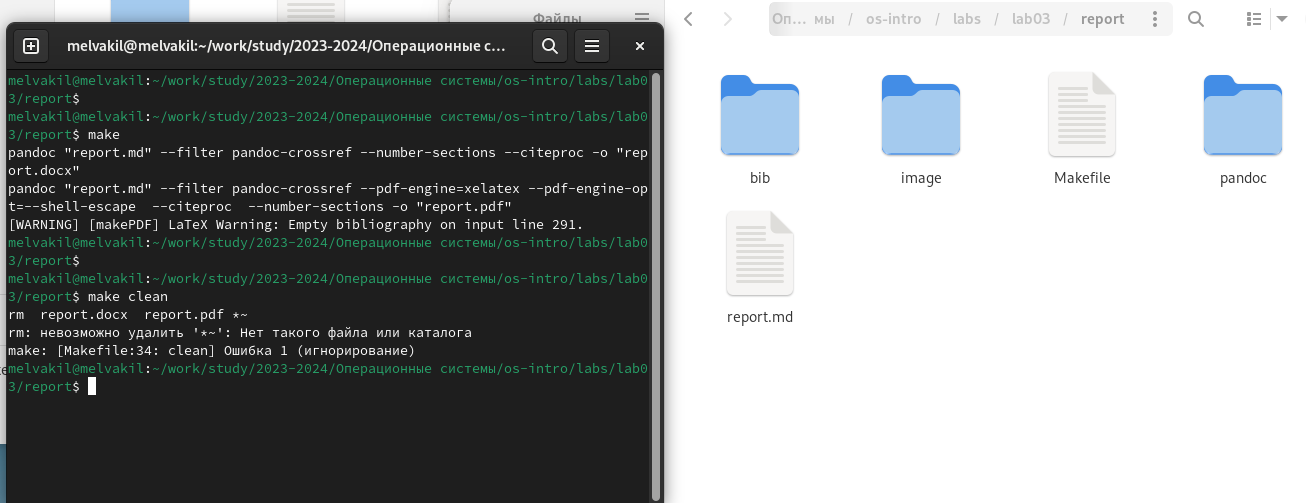 Файлы
melvakil@melvakil:~/work/study/2023-2024/Операционные с...
melvakil@melvakil:~/work/study/2023-2024/Операционные системы/os-intro/labs/lab0
3/report$
melvakil@melvakil:~/work/study/2023-2024/Операционные системы/os-intro/labs/lab0
3/report$ make
pandoc "report.md" --filter pandoc-crossref --number-sections --citeproc -o "rep
ort.docx"
pandoc "report.md" --filter pandoc-crossref --pdf-engine=xelatex --pdf-engine-op
t=--shell-escape  --citeproc  --number-sections -o "report.pdf"
[WARNING] [makePDF] LaTeX Warning: Empty bibliography on input line 291.
melvakil@melvakil:~/work/study/2023-2024/Операционные системы/os-intro/labs/lab0
3/report$
melvakil@melvakil:~/work/study/2023-2024/Операционные системы/os-intro/labs/lab0
3/report$ make clean
rm  report.docx  report.pdf *~
rm: невозможно удалить '*~': Нет такого файла или каталога
make: [Makefile:34: clean] Ошибка 1 (игнорирование)
melvakil@melvakil:~/work/study/2023-2024/Операционные системы/os-intro/labs/lab0
3/report$
Оп... мы / os-intro / labs / lab03 / report
bib
image
Makefile
pandoc
report.md